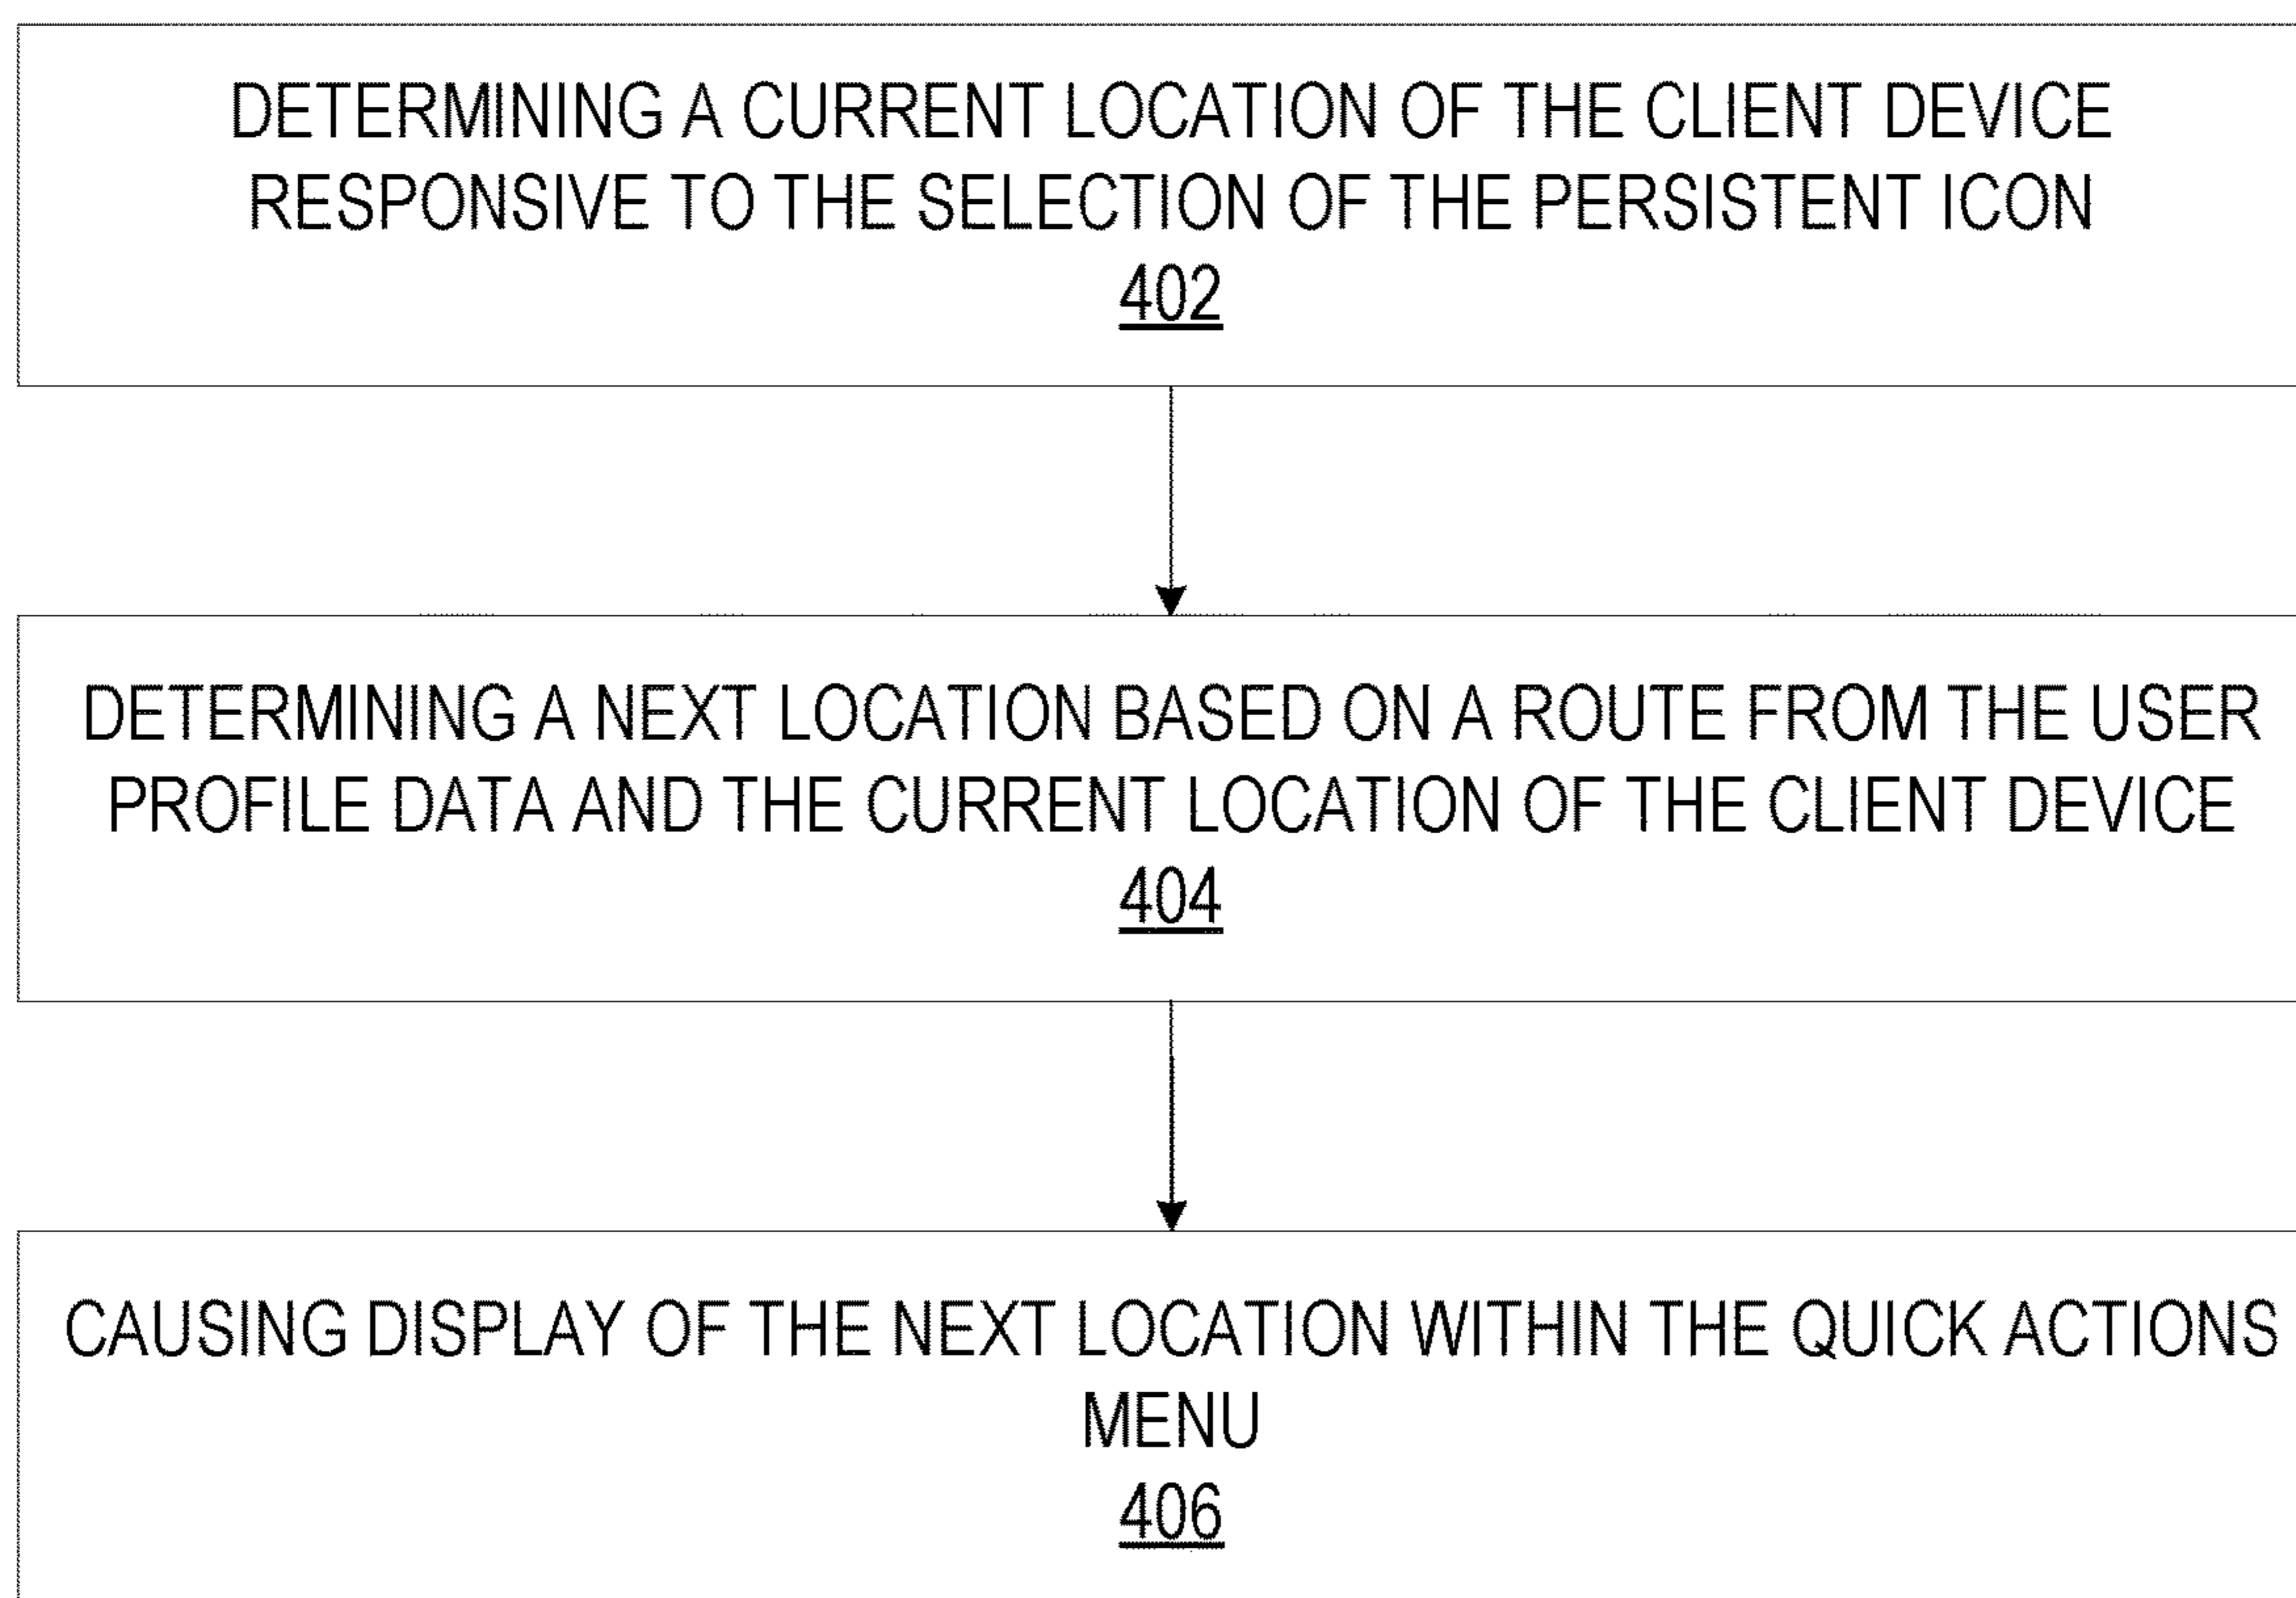 DETERMINING A CURRENT LOCATION OF THE CLIENT DEVICE
RESPONSIVE TO THE SELECTION OF THE PERSISTENT ICON
402
DETERMINING A NEXT LOCATION BASED ON A ROUTE FROM THE USER
PROFILE DATA AND THE CURRENT LOCATION OF THE CLIENT DEVICE
404
CAUSING DISPLAY OF THE NEXT LOCATION WITHIN THE QUICK ACTIONS
MENU
406